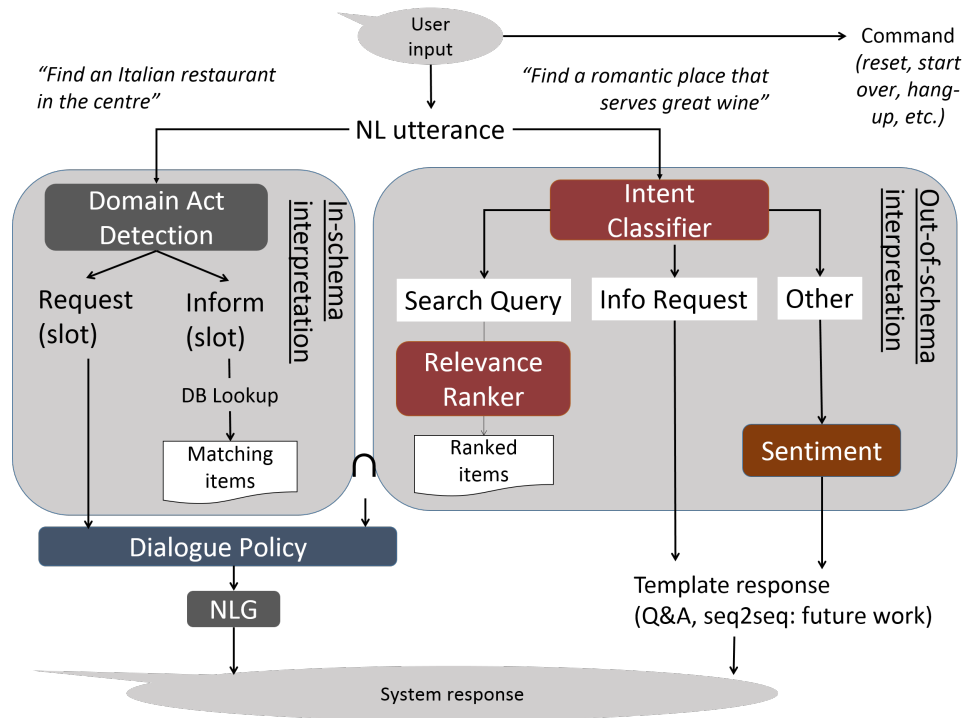 User
input
Command
(reset, start
over, hang-
up, etc.)
“Find an Italian restaurant
in the centre”
“Find a romantic place that
serves great wine”
NL utterance
Domain Act
Detection
In-schema
interpretation
Request
(slot)
Inform
(slot)
DB Lookup
Matching
items
Intent
Classifier
Out-of-schema
interpretation
Search Query
Info Request
Other
Relevance
Ranker
Ranked
items
Sentiment
∩
Dialogue Policy
NLG
Template response
(Q&A, seq2seq: future work)
System response